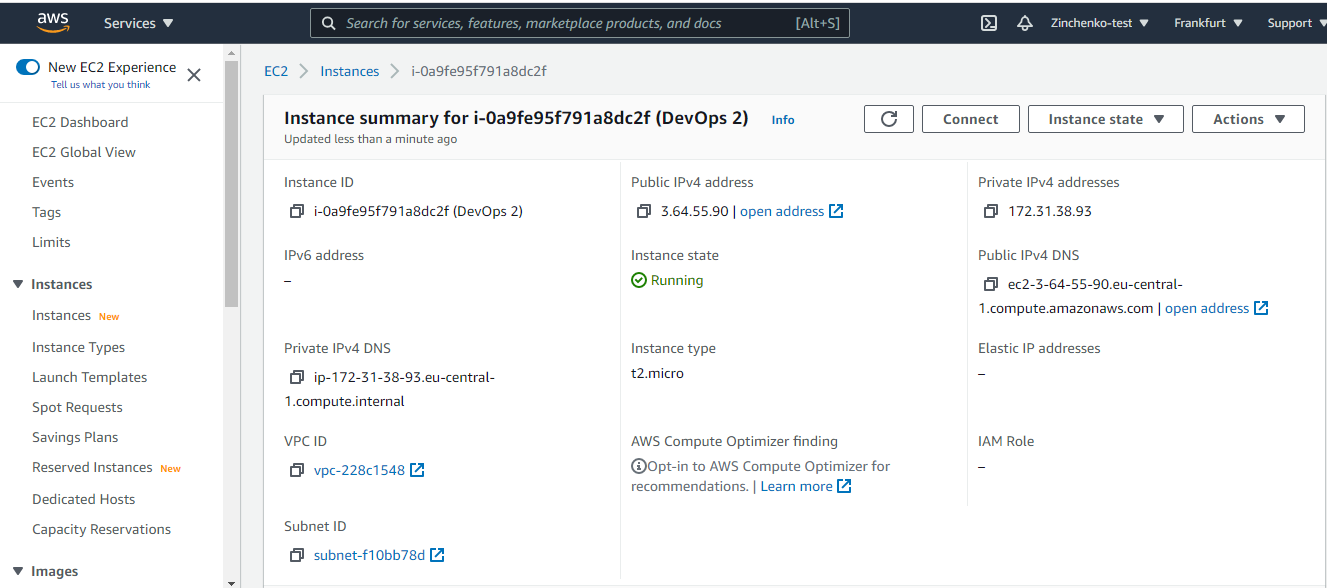 aws
Services
Search for services, features, marketplace products, and docs [Alt+S]
Zinchenko-test
Frankfurt
Support
New EC2 Experience
Tell us what you think
EC2 Dashboard
EC2 Global View
Events
Tags
Limits
Instances
Instances New
Instance Types
Launch Templates
Spot Requests
Savings Plans
Reserved Instances New
Dedicated Hosts
Capacity Reservations
Images
EC2 > Instances > i-0a9fe95f791a8dc2f
Instance summary for i-0a9fe95f791a8dc2f (DevOps 2) Info
Updated less than a minute ago
Connect
Instance state
Actions
Instance ID
i-0a9fe95f791a8dc2f (DevOps 2)
Public IPv4 address
3.64.55.90 | open address
Private IPv4 addresses
172.31.38.93
IPv6 address
–
Instance state
Running
Public IPv4 DNS
ec2-3-64-55-90.eu-central-
1.compute.amazonaws.com | open address
Private IPv4 DNS
ip-172-31-38-93.eu-central-
1.compute.internal
Instance type
t2.micro
Elastic IP addresses
–
VPC ID
vpc-228c1548
AWS Compute Optimizer finding
Opt-in to AWS Compute Optimizer for
recommendations. | Learn more
IAM Role
–
Subnet ID
subnet-f10bb78d